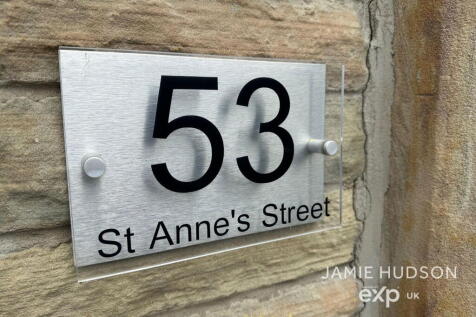 53
St Anne's Street
JAMIE HUDSON
exp UK